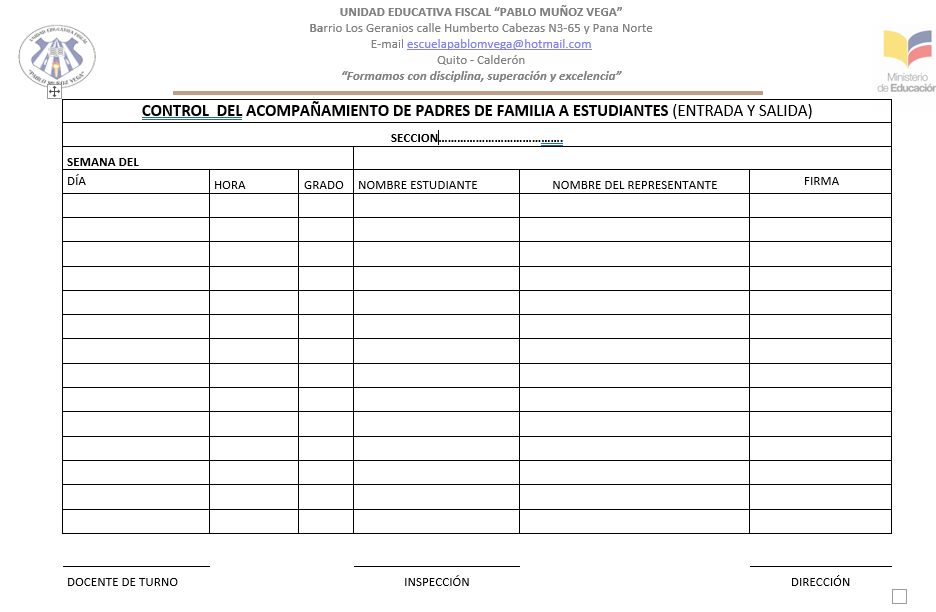 UNIDAD EDUCATIVA FISCAL “PABLO MUÑOZ VEGA”
Barrio Los Geranios calle Humberto Cabezas N3-65 y Pana Norte
E-mail escuelapablomvega@hotmail.com
Quito - Calderón
“Formamos con disciplina, superación y excelencia”
UNIDAD EDUCATIVA FISCAL
"PABLO MUÑOZ VEGA"
Ministerio
de Educación
CONTROL DEL ACOMPAÑAMIENTO DE PADRES DE FAMILIA A ESTUDIANTES (ENTRADA Y SALIDA)
SECCION....................................
SEMANA DEL
DÍA HORA GRADO NOMBRE ESTUDIANTE NOMBRE DEL REPRESENTANTE FIRMA
DOCENTE DE TURNO INSPECCIÓN DIRECCIÓN